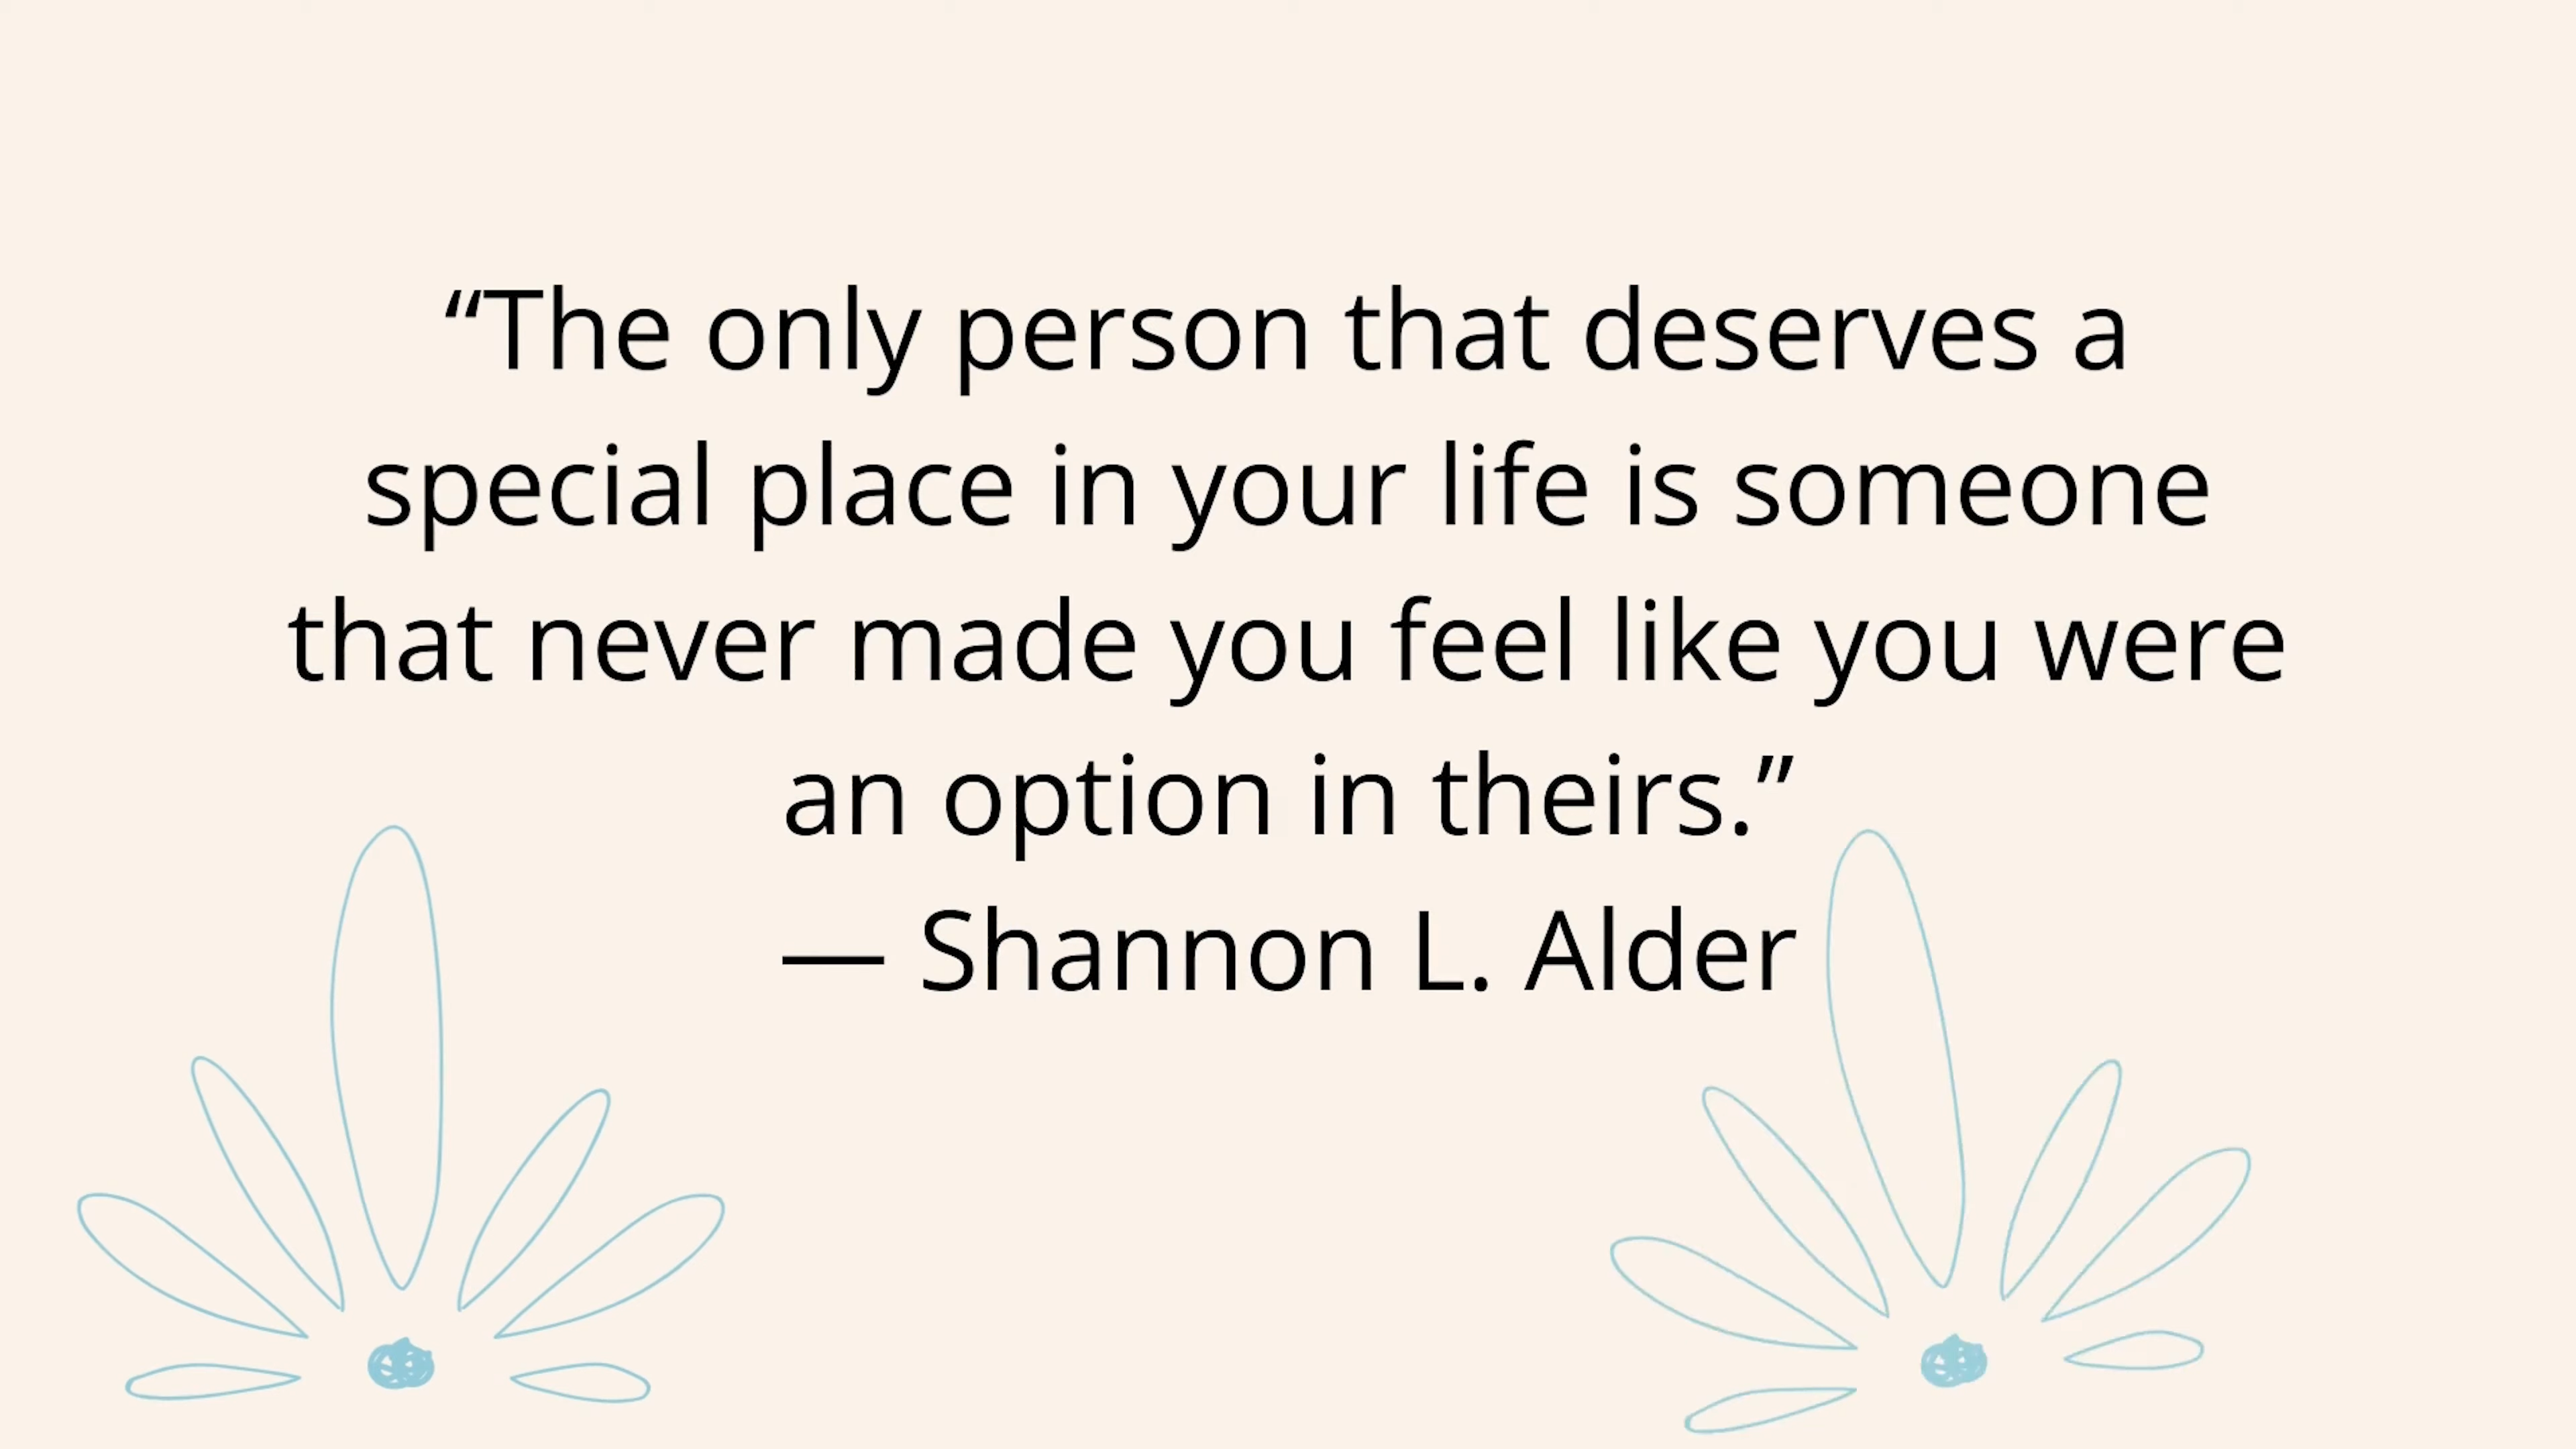 “The only person that deserves a
special place in your life is someone
that never made you feel like you were
an option in theirs.”
— Shannon L. Alder